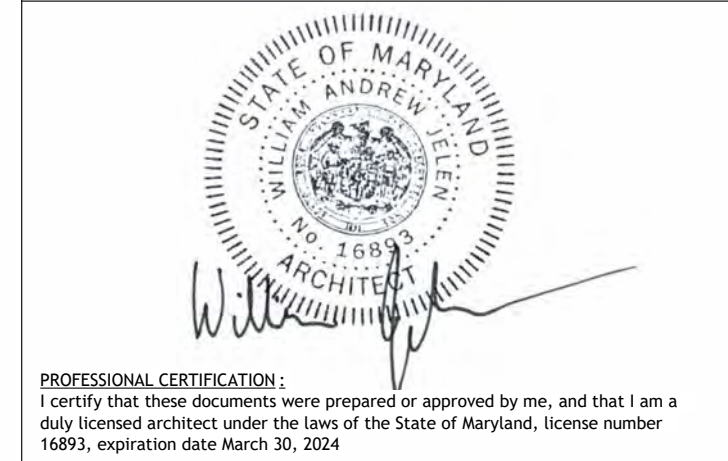 STATE OF MARYLAND
WILLIAM ANDREW JELEN
No. 16893
ARCHITECT
PROFESSIONAL CERTIFICATION:
I certify that these documents were prepared or approved by me, and that I am a
duly licensed architect under the laws of the State of Maryland, license number
16893, expiration date March 30, 2024